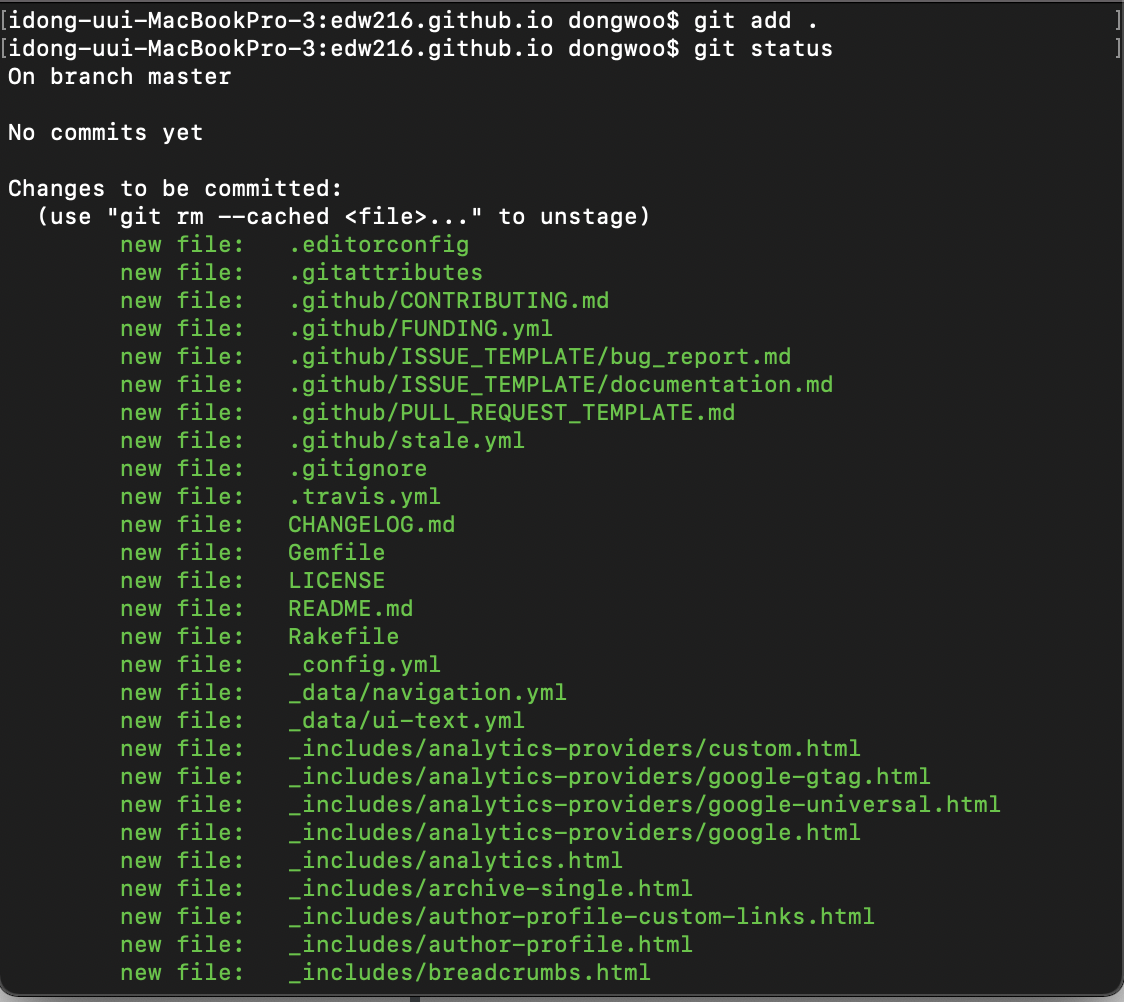 [idong-uui-MacBookPro-3:edw216.github.io dongwoo$ git add . ]
[idong-uui-MacBookPro-3:edw216.github.io dongwoo$ git status ]
On branch master
No commits yet
Changes to be committed:
(use "git rm --cached <file>..." to unstage)
new file: .editorconfig
new file: .gitattributes
new file: .github/CONTRIBUTING.md
new file: .github/FUNDING.yml
new file: .github/ISSUE_TEMPLATE/bug_report.md
new file: .github/ISSUE_TEMPLATE/documentation.md
new file: .github/PULL_REQUEST_TEMPLATE.md
new file: .github/stale.yml
new file: .gitignore
new file: .travis.yml
new file: CHANGELOG.md
new file: Gemfile
new file: LICENSE
new file: README.md
new file: Rakefile
new file: _config.yml
new file: _data/navigation.yml
new file: _data/ui-text.yml
new file: _includes/analytics-providers/custom.html
new file: _includes/analytics-providers/google-gtag.html
new file: _includes/analytics-providers/google-universal.html
new file: _includes/analytics-providers/google.html
new file: _includes/analytics.html
new file: _includes/archive-single.html
new file: _includes/author-profile-custom-links.html
new file: _includes/author-profile.html
new file: _includes/breadcrumbs.html